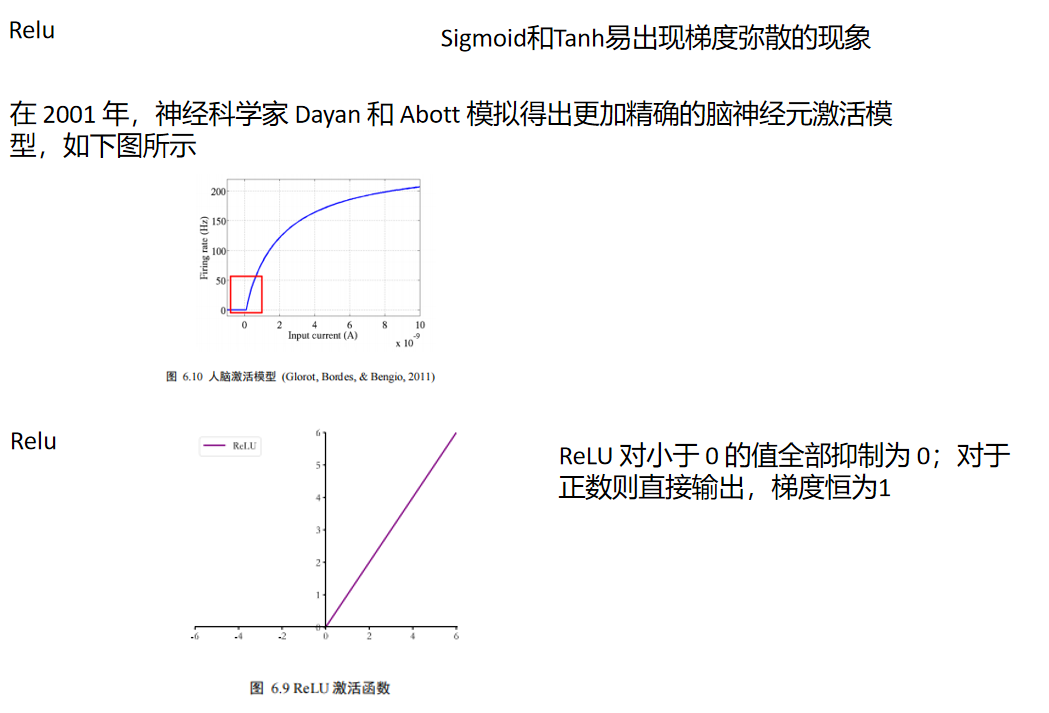 Relu
Sigmoid和Tanh易出现梯度弥散的现象
在 2001 年，神经科学家 Dayan 和 Abott 模拟得出更加精确的脑神经元激活模
型，如下图所示
200
150
100
50
0
Firing rate (Hz)
0 2 4 6 8 10
Input current (A)
x 10^-9
图 6.10 人脑激活模型 (Glorot, Bordes, & Bengio, 2011)
Relu
ReLU
6
5
4
3
2
1
0
-6 -4 -2 0 2 4 6
图 6.9 ReLU 激活函数
ReLU 对小于 0 的值全部抑制为 0；对于
正数则直接输出，梯度恒为1